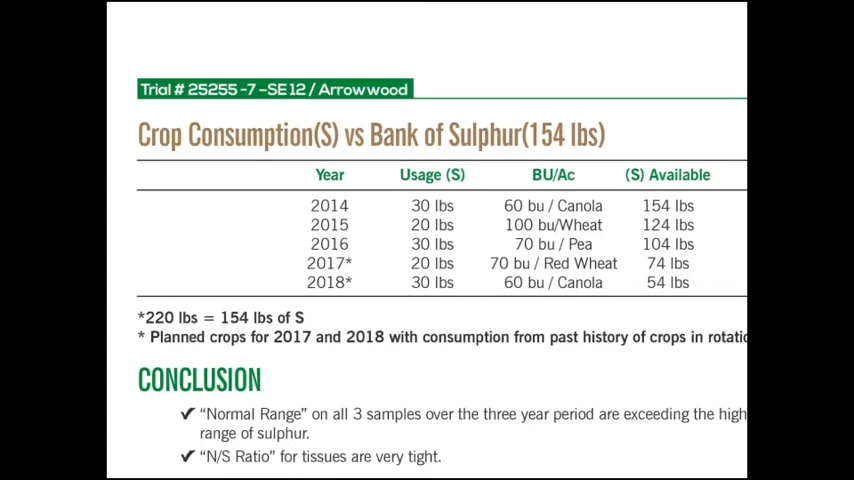 Trial # 25255 -7 -SE 12 / Arrowwood
Crop Consumption(S) vs Bank of Sulphur(154 lbs)
Year Usage (S) BU/Ac (S) Available
2014 30 lbs 60 bu / Canola 154 lbs
2015 20 lbs 100 bu/Wheat 124 lbs
2016 30 lbs 70 bu / Pea 104 lbs
2017* 20 lbs 70 bu / Red Wheat 74 lbs
2018* 30 lbs 60 bu / Canola 54 lbs
*220 lbs = 154 lbs of S
* Planned crops for 2017 and 2018 with consumption from past history of crops in rotatio
CONCLUSION
✔ “Normal Range” on all 3 samples over the three year period are exceeding the high
range of sulphur.
✔ “N/S Ratio” for tissues are very tight.